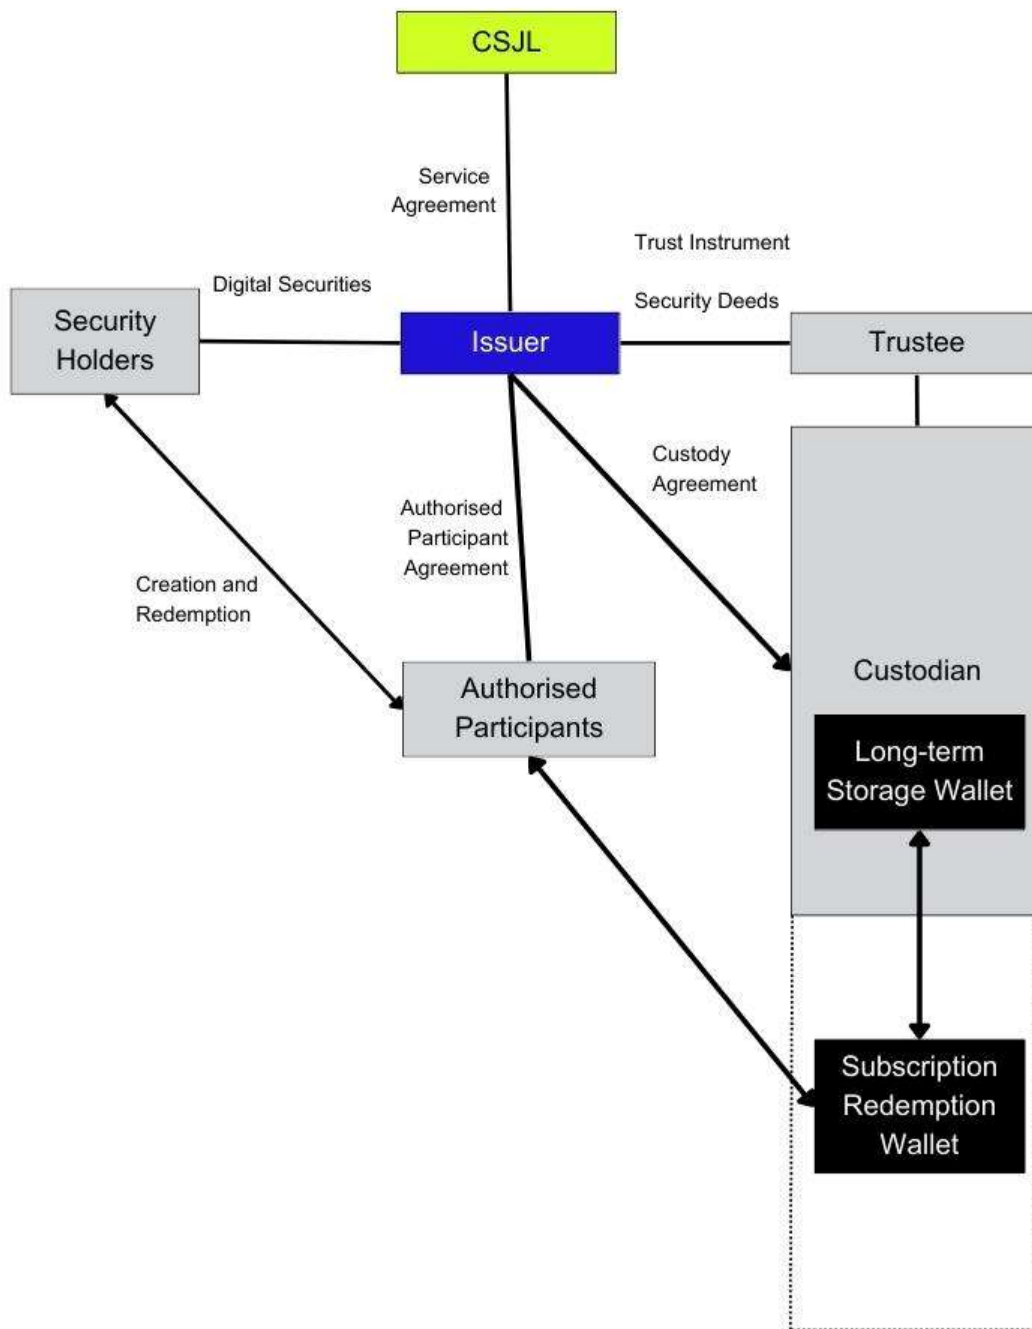 CSJL
Service
Agreement
Trust Instrument
Digital Securities
Security Deeds
Security
Holders
Issuer
Trustee
Custody
Agreement
Authorised
Participant
Agreement
Creation and
Redemption
Custodian
Authorised
Participants
Long-term
Storage Wallet
Subscription
Redemption
Wallet